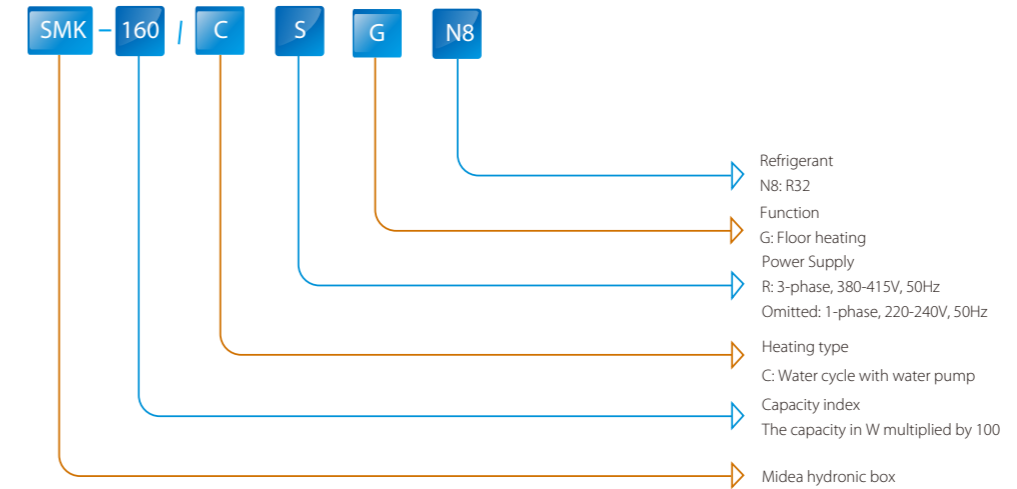 SMK – 160 / C S G N8
Refrigerant
N8: R32
Function
G: Floor heating
Power Supply
R: 3-phase, 380-415V, 50Hz
Omitted: 1-phase, 220-240V, 50Hz
Heating type
C: Water cycle with water pump
Capacity index
The capacity in W multiplied by 100
Midea hydronic box